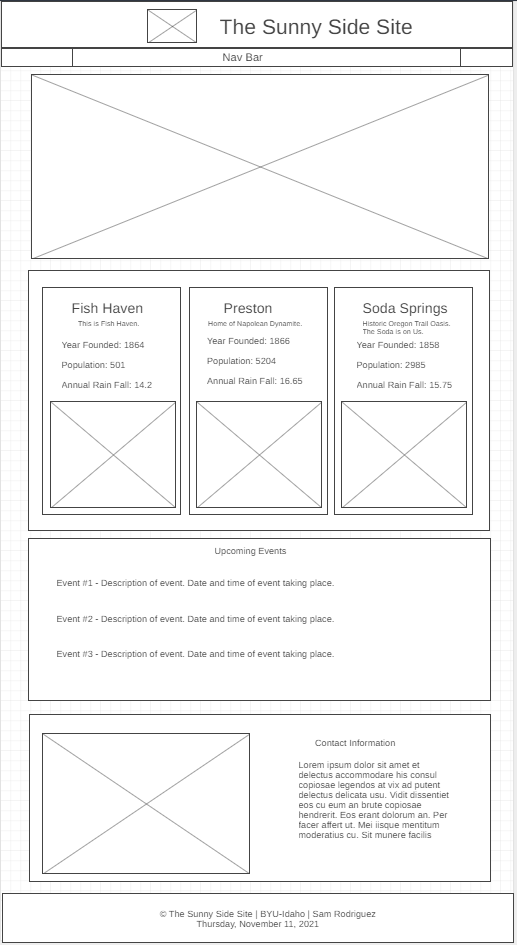 The Sunny Side Site
Nav Bar
Fish Haven
This is Fish Haven.
Year Founded: 1864
Population: 501
Annual Rain Fall: 14.2
Preston
Home of Napolean Dynamite.
Year Founded: 1866
Population: 5204
Annual Rain Fall: 16.65
Soda Springs
Historic Oregon Trail Oasis.
The Soda is on Us.
Year Founded: 1858
Population: 2985
Annual Rain Fall: 15.75
Upcoming Events
Event #1 - Description of event. Date and time of event taking place.
Event #2 - Description of event. Date and time of event taking place.
Event #3 - Description of event. Date and time of event taking place.
Contact Information
Lorem ipsum dolor sit amet et
delectus accommodare his consul
copiosae legendos at vix ad putent
delectus delicata usu. Vidit dissentiet
eos cu eum an brute copiosae
hendrerit. Eos erant dolorum an. Per
facer affert ut. Mei iisque mentitum
moderatius cu. Sit munere facilis
© The Sunny Side Site | BYU-Idaho | Sam Rodriguez
Thursday, November 11, 2021